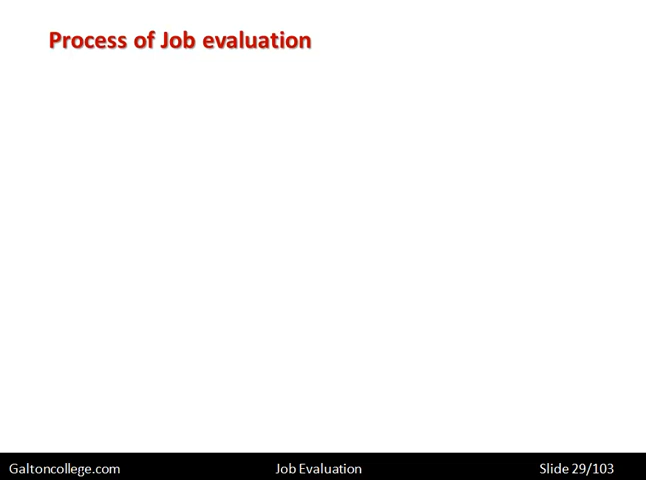 Process of Job evaluation
Galtoncollege.com Job Evaluation Slide 29/103